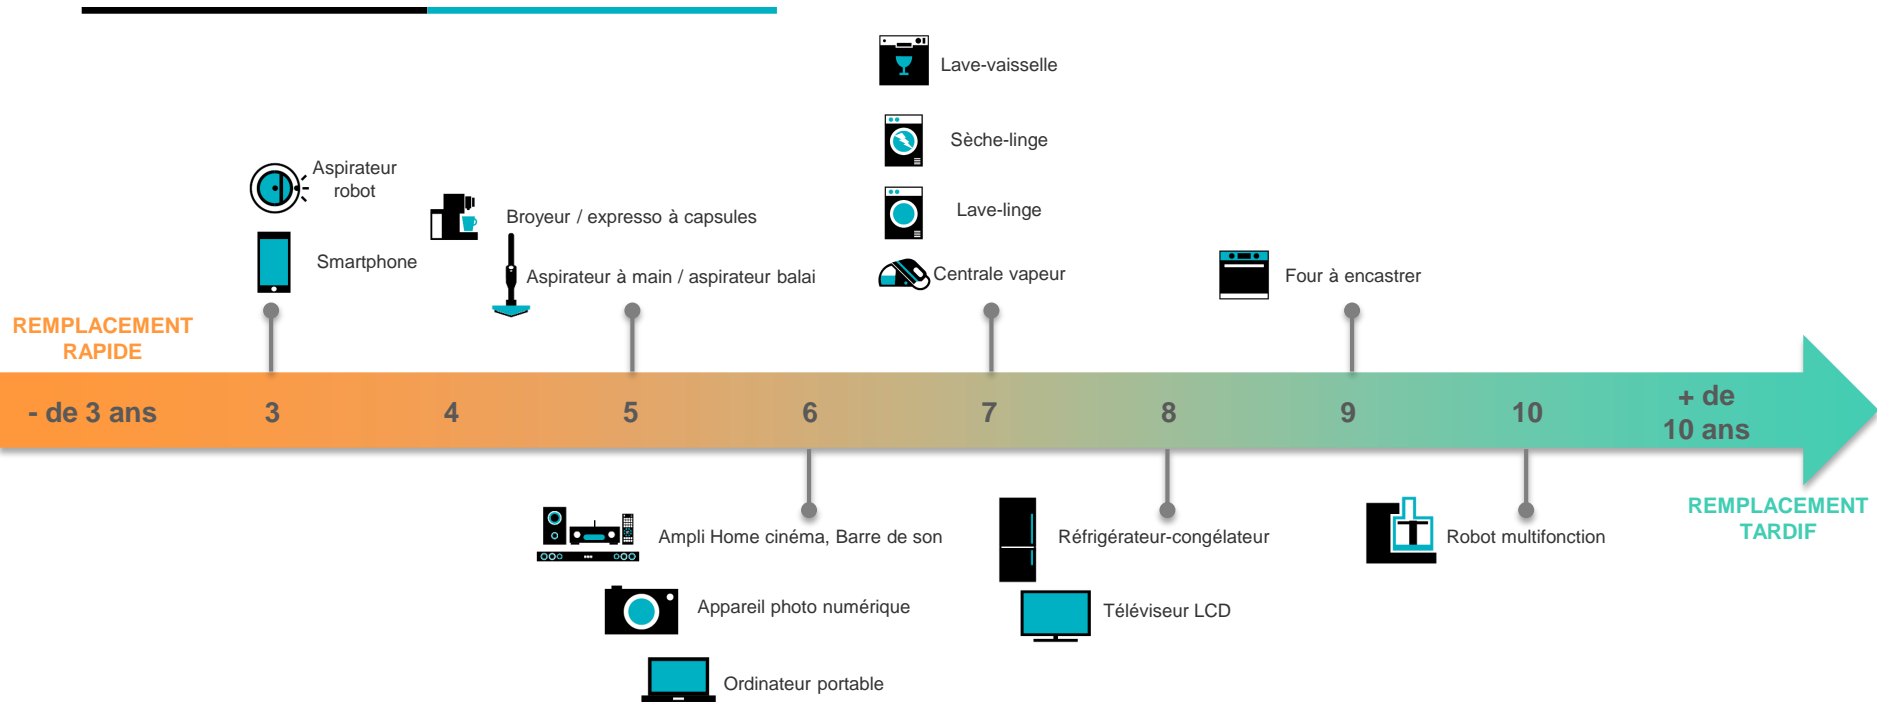 Lave-vaisselle
Sèche-linge
Aspirateur
robot
Lave-linge
Broyeur / expresso à capsules
Smartphone
Aspirateur à main / aspirateur balai
Centrale vapeur
Four à encastrer
REMPLACEMENT
RAPIDE
- de 3 ans
3
4
5
6
7
8
9
10
+ de
10 ans
REMPLACEMENT
TARDIF
Ampli Home cinéma, Barre de son
Réfrigérateur-congélateur
Robot multifonction
Appareil photo numérique
Téléviseur LCD
Ordinateur portable